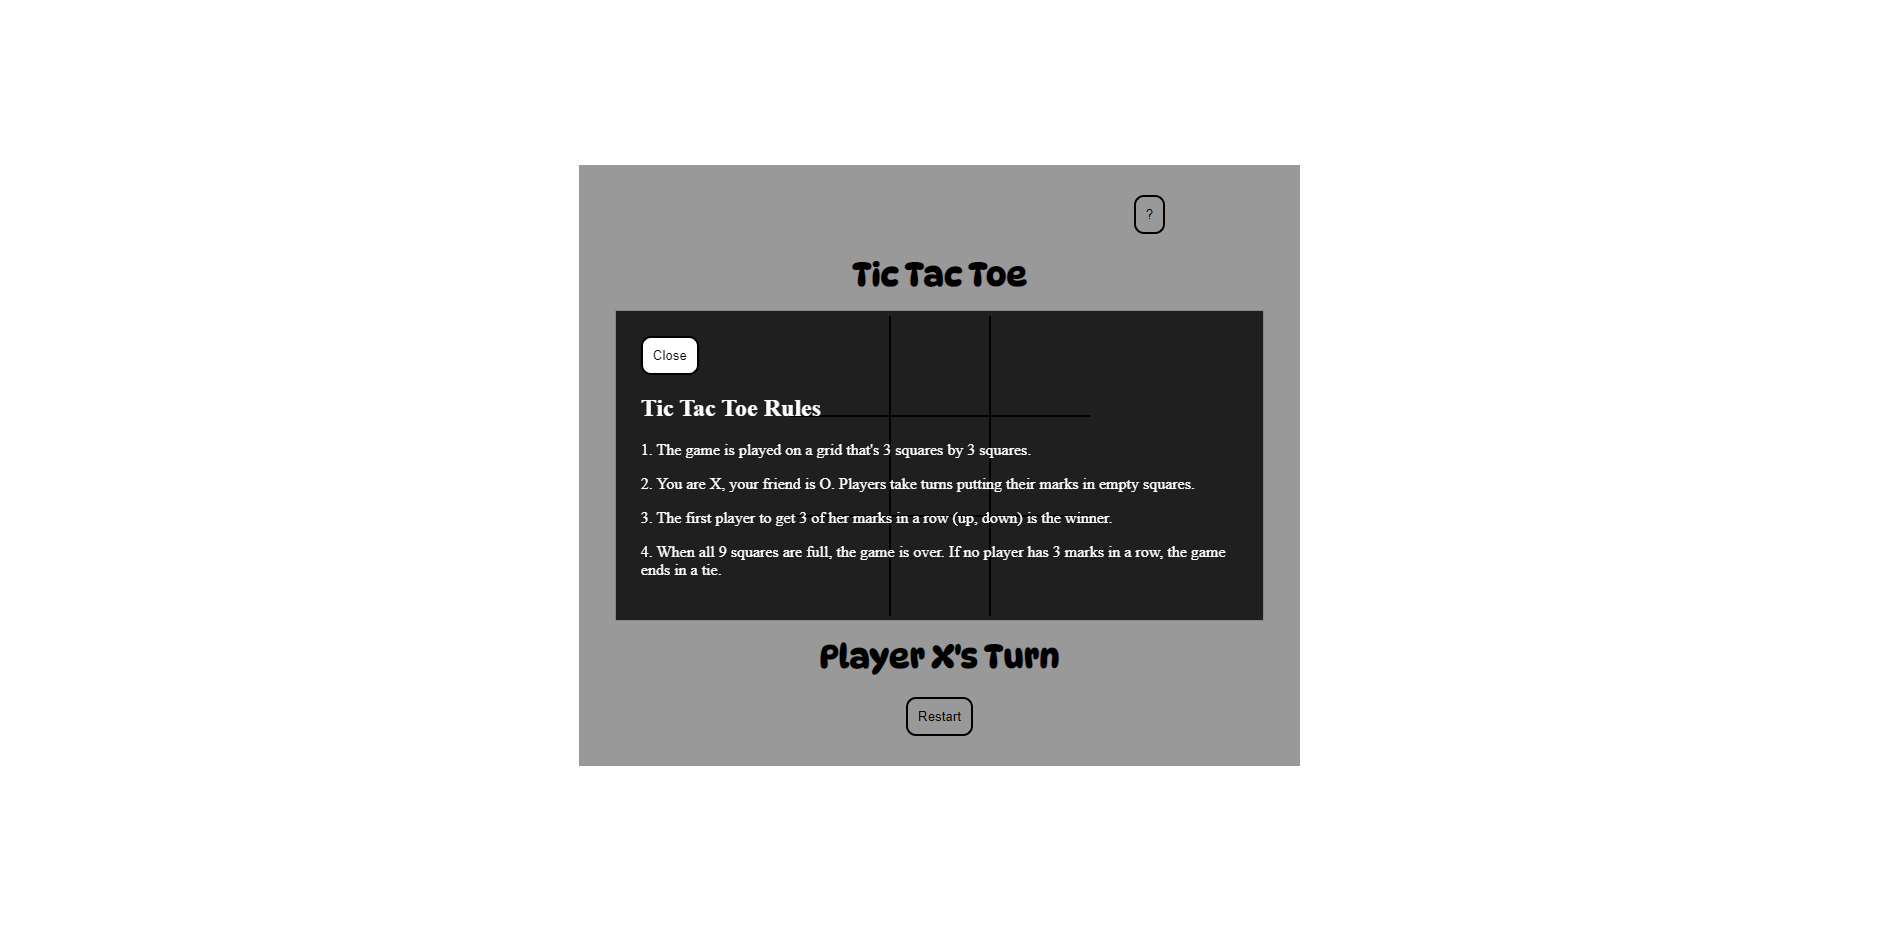 ?
Tic Tac Toe
Close
Tic Tac Toe Rules
1. The game is played on a grid that's 3 squares by 3 squares.
2. You are X, your friend is O. Players take turns putting their marks in empty squares.
3. The first player to get 3 of her marks in a row (up, down) is the winner.
4. When all 9 squares are full, the game is over. If no player has 3 marks in a row, the game
ends in a tie.
Player X's Turn
Restart